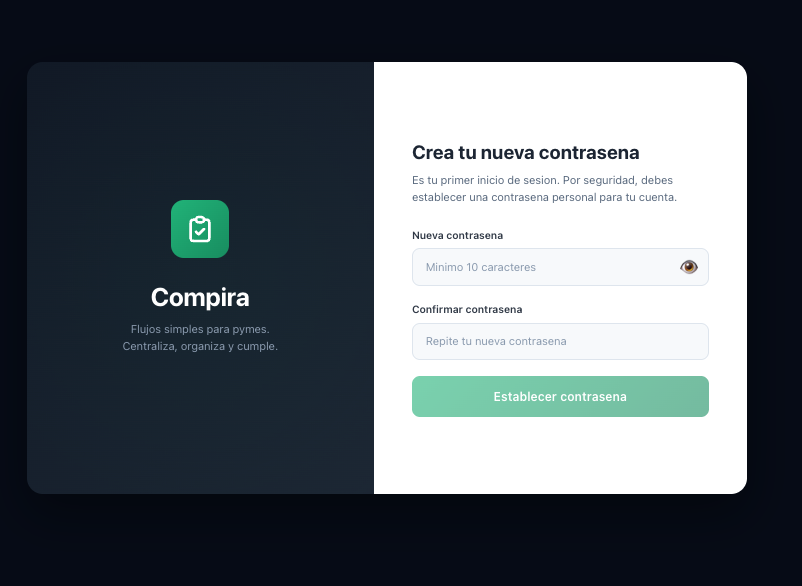 Compira
Flujos simples para pymes.
Centraliza, organiza y cumple.
Crea tu nueva contrasena
Es tu primer inicio de sesion. Por seguridad, debes
establecer una contrasena personal para tu cuenta.
Nueva contrasena
Minimo 10 caracteres
Confirmar contrasena
Repite tu nueva contrasena
Establecer contrasena